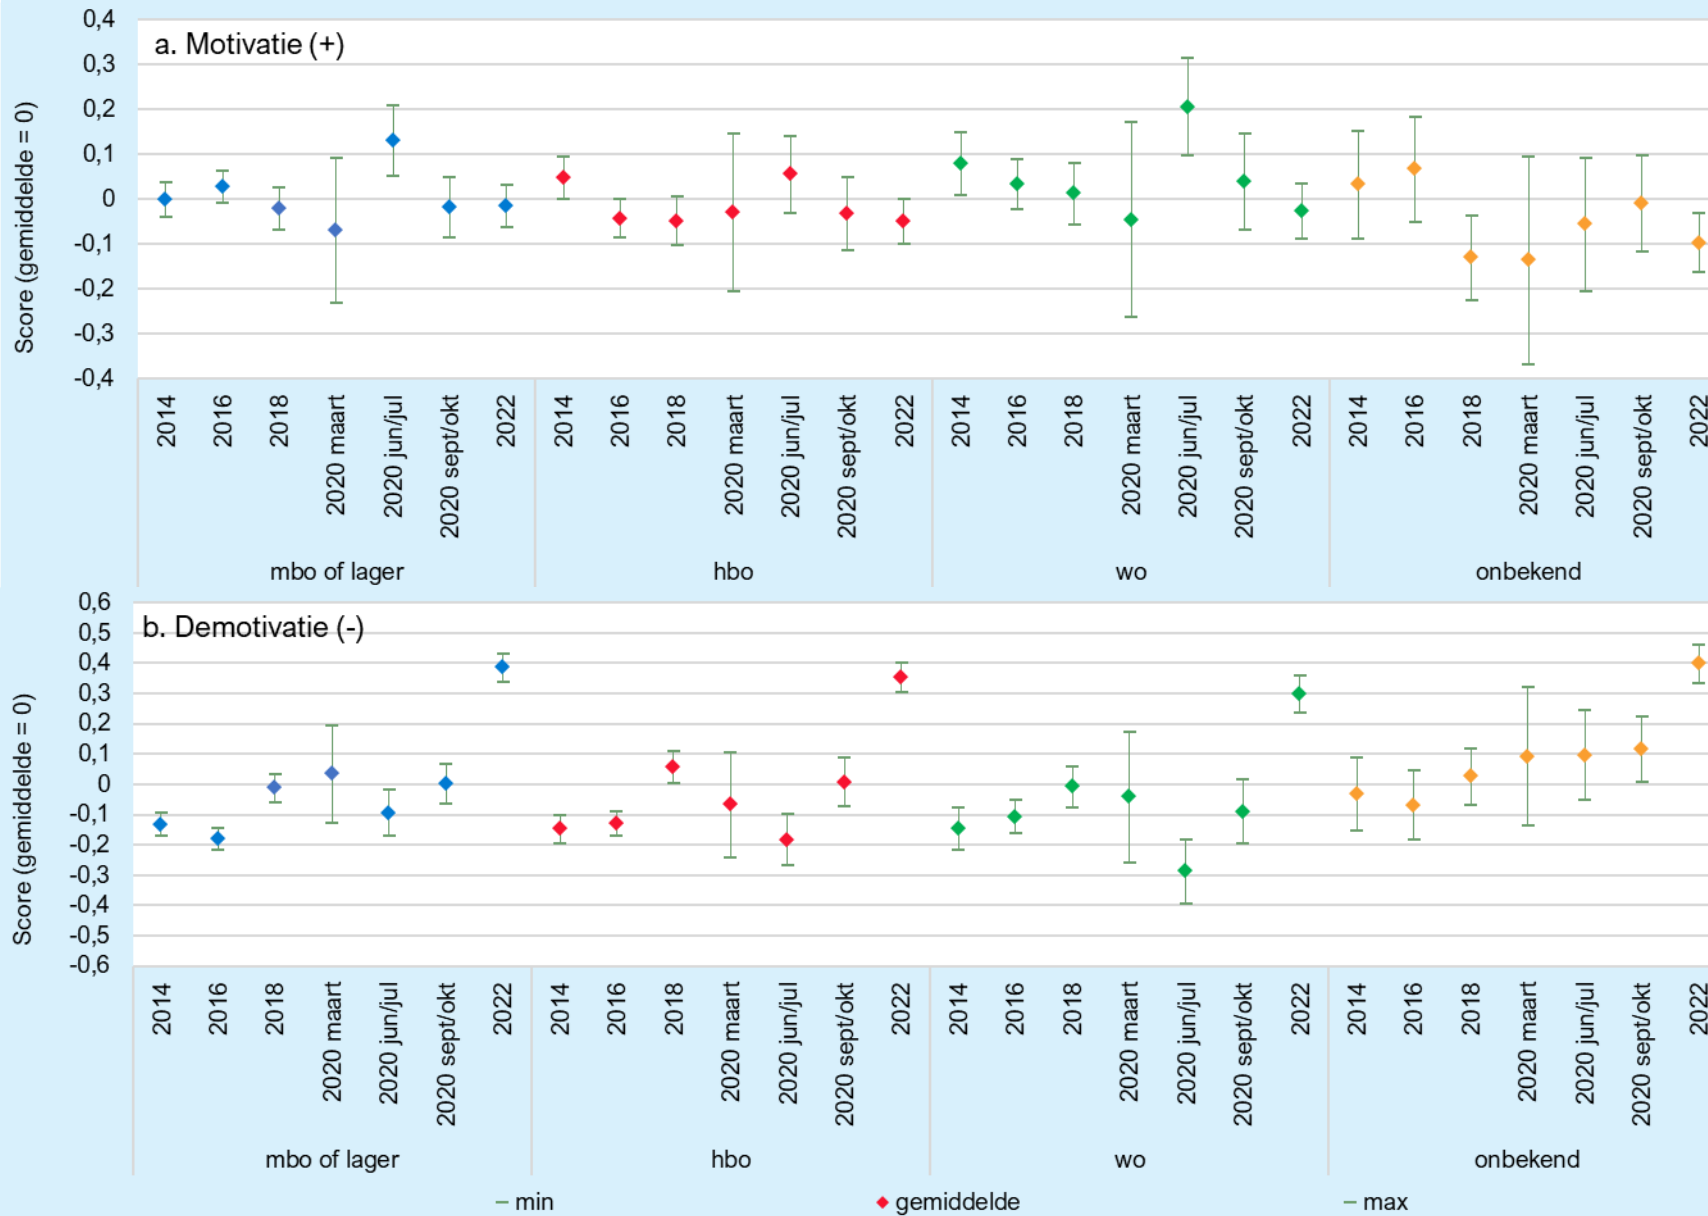 a. Motivatie (+)
Score (gemiddelde = 0)
0,4
0,3
0,2
0,1
0
-0,1
-0,2
-0,3
-0,4
2014 2016 2018 2020 maart 2020 jun/jul 2020 sept/okt 2022 2014 2016 2018 2020 maart 2020 jun/jul 2020 sept/okt 2022 2014 2016 2018 2020 maart 2020 jun/jul 2020 sept/okt 2022 2014 2016 2018 2020 maart 2020 jun/jul 2020 sept/okt 2022
mbo of lager hbo wo onbekend
b. Demotivatie (-)
Score (gemiddelde = 0)
0,6
0,5
0,4
0,3
0,2
0,1
0
-0,1
-0,2
-0,3
-0,4
-0,5
-0,6
2014 2016 2018 2020 maart 2020 jun/jul 2020 sept/okt 2022 2014 2016 2018 2020 maart 2020 jun/jul 2020 sept/okt 2022 2014 2016 2018 2020 maart 2020 jun/jul 2020 sept/okt 2022 2014 2016 2018 2020 maart 2020 jun/jul 2020 sept/okt 2022
mbo of lager hbo wo onbekend
min gemiddelde max